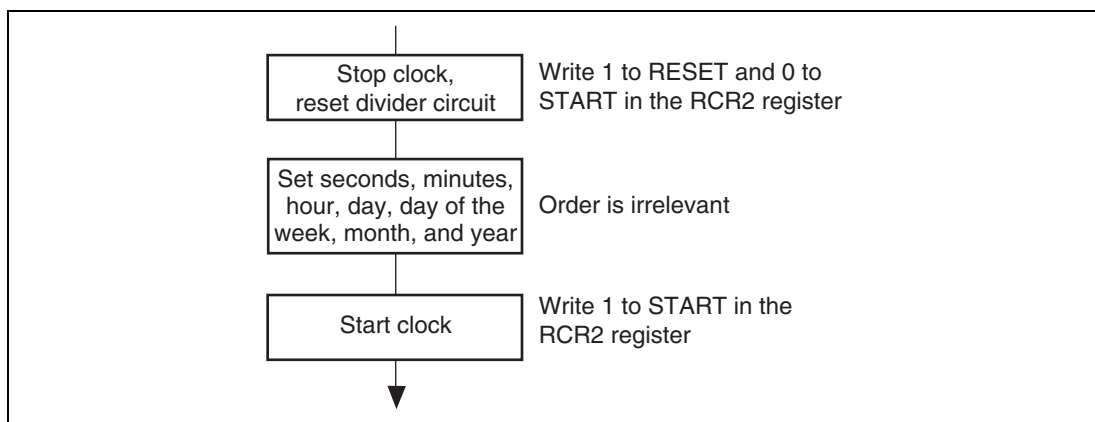 Stop clock,
reset divider circuit
Write 1 to RESET and 0 to
START in the RCR2 register
Set seconds, minutes,
hour, day, day of the
week, month, and year
Order is irrelevant
Start clock
Write 1 to START in the
RCR2 register